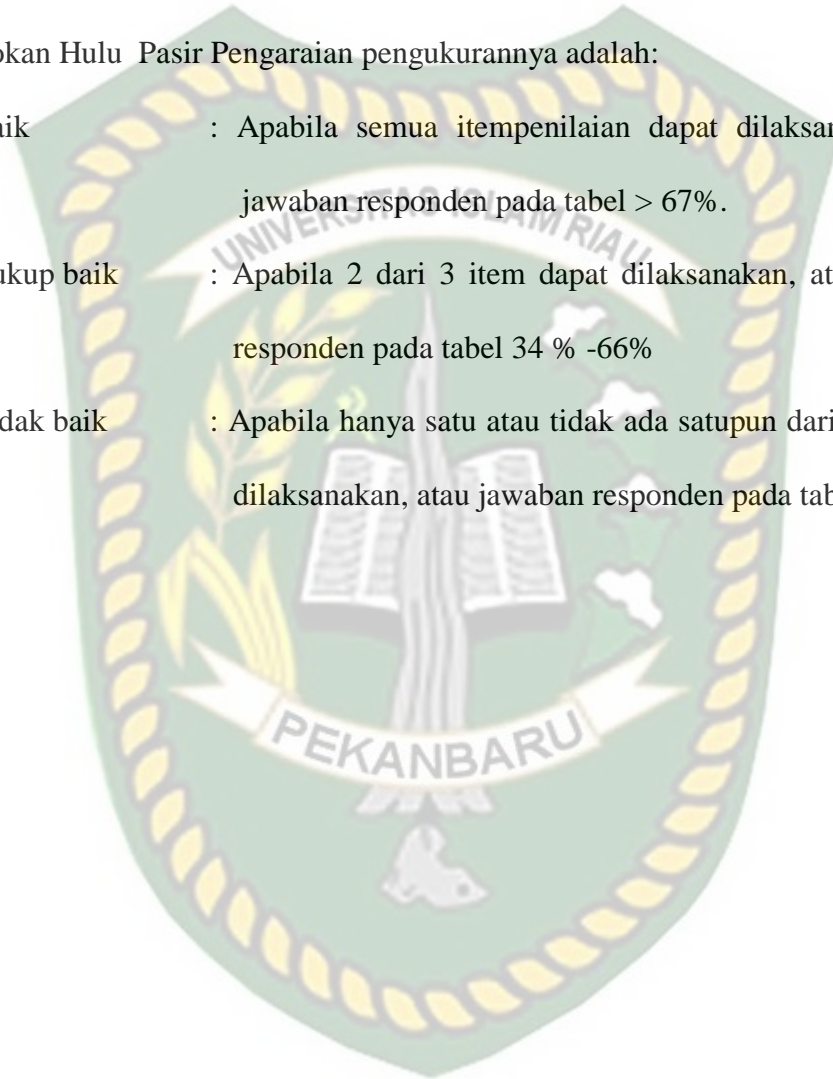 okan Hulu Pasir Pengaraian pengukurannya adalah:
aik : Apabila semua itempenilaian dapat dilaksan
jawaban responden pada tabel > 67%.
UNIVERSITAS ISLAM RIAU
ukup baik : Apabila 2 dari 3 item dapat dilaksanakan, at
responden pada tabel 34 % -66%
dak baik : Apabila hanya satu atau tidak ada satupun dari
dilaksanakan, atau jawaban responden pada tab
PEKANBARU